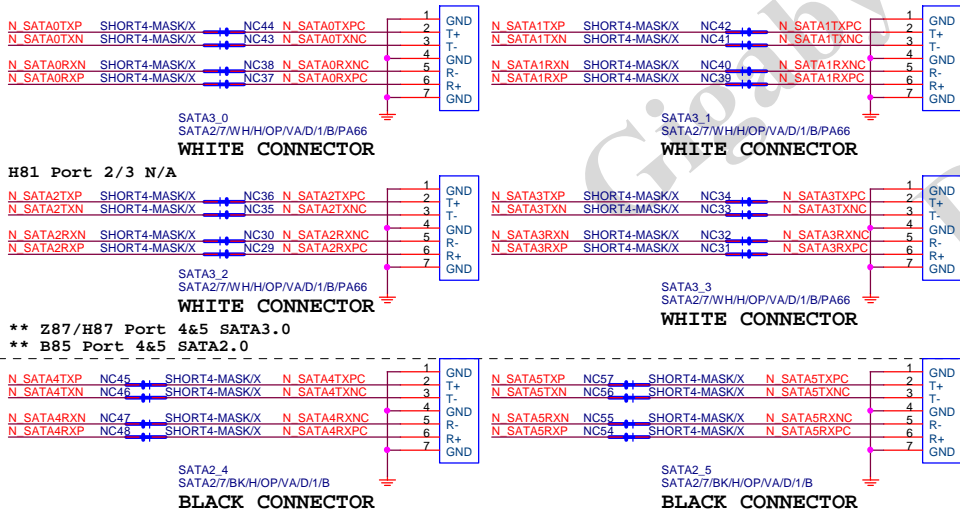 N_SATA0TXP SHORT4-MASK/X NC44 N_SATA0TXPC 1 GND
N_SATA0TXN SHORT4-MASK/X NC43 N_SATA0TXNC 2 T+
3 T-
4 GND
N_SATA0RXN SHORT4-MASK/X NC38 N_SATA0RXNC 5 R-
N_SATA0RXP SHORT4-MASK/X NC37 N_SATA0RXPC 6 R+
7 GND
SATA3_0
SATA2/7/WH/H/OP/VA/D/1/B/PA66
WHITE CONNECTOR
N_SATA1TXP SHORT4-MASK/X NC42 N_SATA1TXPC 1 GND
N_SATA1TXN SHORT4-MASK/X NC41 N_SATA1TXNC 2 T+
3 T-
4 GND
N_SATA1RXN SHORT4-MASK/X NC40 N_SATA1RXNC 5 R-
N_SATA1RXP SHORT4-MASK/X NC39 N_SATA1RXPC 6 R+
7 GND
SATA3_1
SATA2/7/WH/H/OP/VA/D/1/B/PA66
WHITE CONNECTOR
H81 Port 2/3 N/A
N_SATA2TXP SHORT4-MASK/X NC36 N_SATA2TXPC 1 GND
N_SATA2TXN SHORT4-MASK/X NC35 N_SATA2TXNC 2 T+
3 T-
4 GND
N_SATA2RXN SHORT4-MASK/X NC30 N_SATA2RXNC 5 R-
N_SATA2RXP SHORT4-MASK/X NC29 N_SATA2RXPC 6 R+
7 GND
SATA3_2
SATA2/7/WH/H/OP/VA/D/1/B/PA66
WHITE CONNECTOR
N_SATA3TXP SHORT4-MASK/X NC34 N_SATA3TXPC 1 GND
N_SATA3TXN SHORT4-MASK/X NC33 N_SATA3TXNC 2 T+
3 T-
4 GND
N_SATA3RXN SHORT4-MASK/X NC32 N_SATA3RXNC 5 R-
N_SATA3RXP SHORT4-MASK/X NC31 N_SATA3RXPC 6 R+
7 GND
SATA3_3
SATA2/7/WH/H/OP/VA/D/1/B/PA66
WHITE CONNECTOR
** Z87/H87 Port 4&5 SATA3.0
** B85 Port 4&5 SATA2.0
N_SATA4TXP NC45 SHORT4-MASK/X N_SATA4TXPC 1 GND
N_SATA4TXN NC46 SHORT4-MASK/X N_SATA4TXNC 2 T+
3 T-
4 GND
N_SATA4RXN NC47 SHORT4-MASK/X N_SATA4RXNC 5 R-
N_SATA4RXP NC48 SHORT4-MASK/X N_SATA4RXPC 6 R+
7 GND
SATA2_4
SATA2/7/BK/H/OP/VA/D/1/B
BLACK CONNECTOR
N_SATA5TXP NC57 SHORT4-MASK/X N_SATA5TXPC 1 GND
N_SATA5TXN NC56 SHORT4-MASK/X N_SATA5TXNC 2 T+
3 T-
4 GND
N_SATA5RXN NC55 SHORT4-MASK/X N_SATA5RXNC 5 R-
N_SATA5RXP NC54 SHORT4-MASK/X N_SATA5RXPC 6 R+
7 GND
SATA2_5
SATA2/7/BK/H/OP/VA/D/1/B
BLACK CONNECTOR